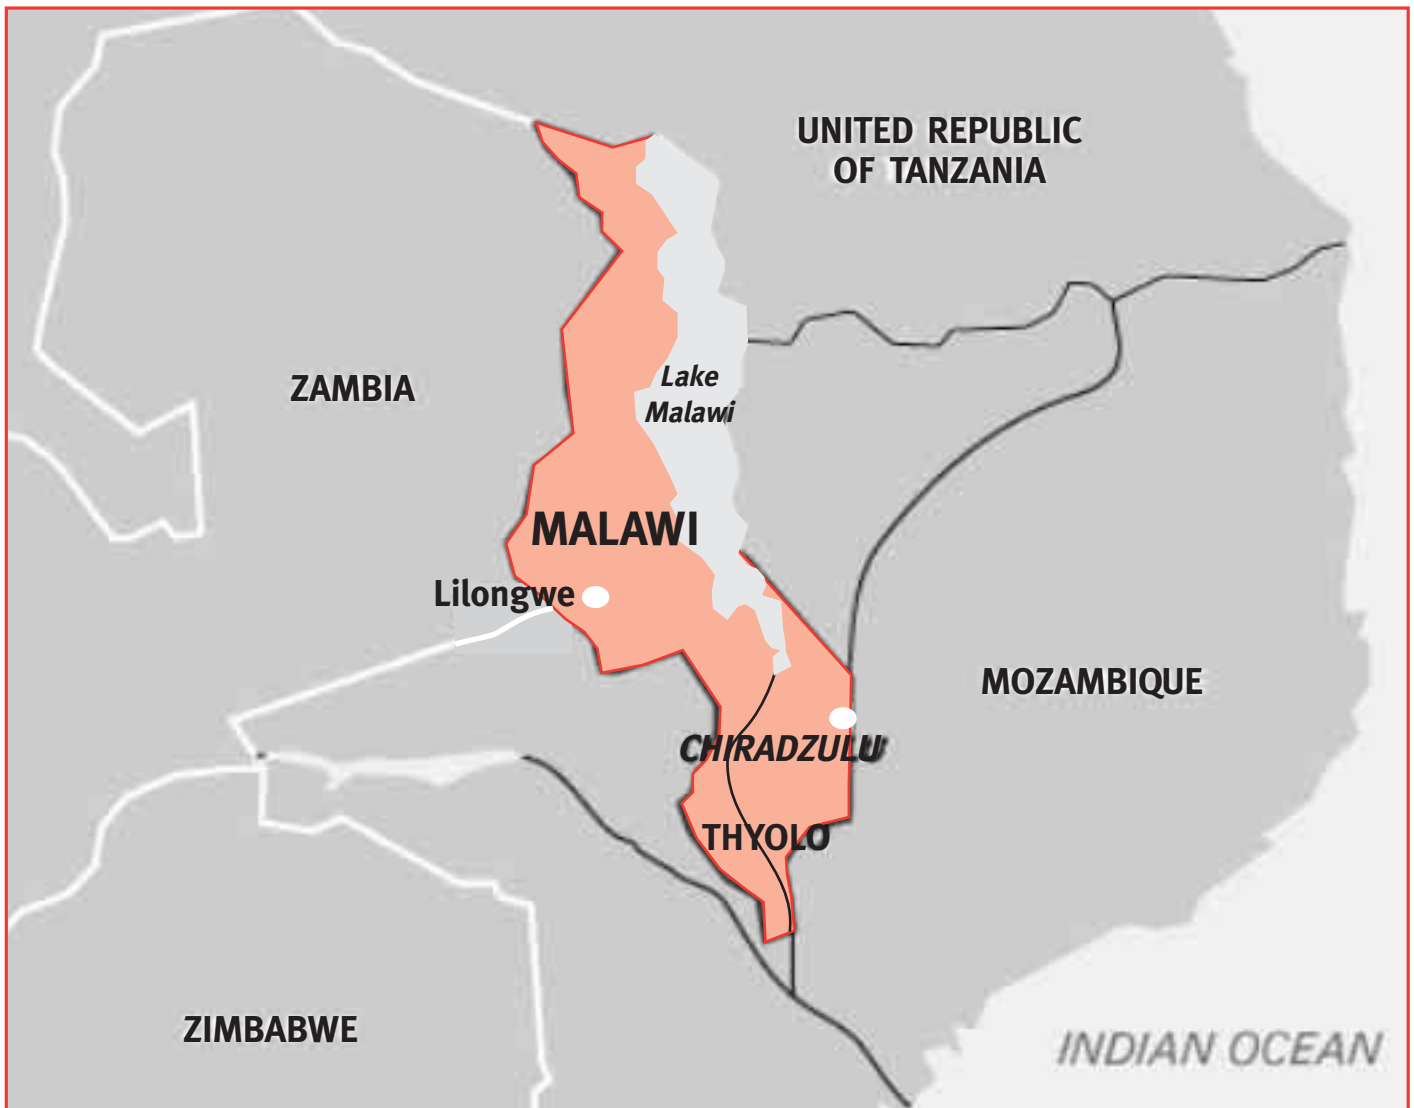 UNITED REPUBLIC
OF TANZANIA
ZAMBIA
Lake
Malawi
MALAWI
Lilongwe
MOZAMBIQUE
CHIRADZULU
THYOLO
ZIMBABWE
INDIAN OCEAN